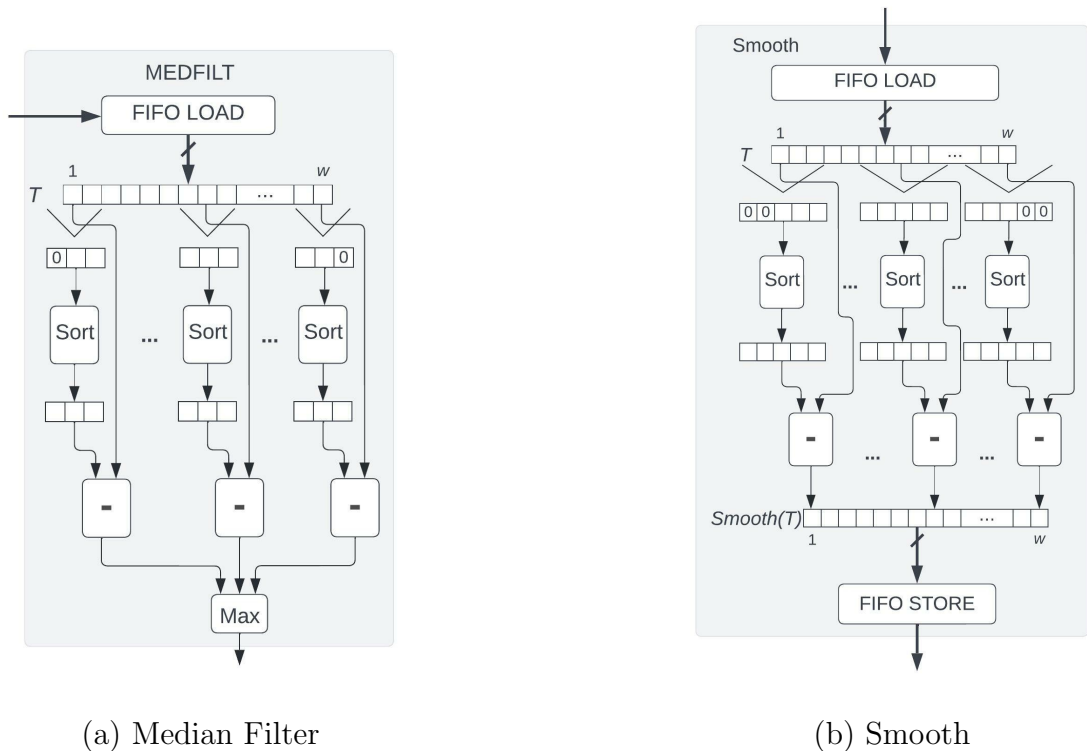 MEDFILT
FIFO LOAD
1 w
T ...
0 0
Sort ... Sort ... Sort
- - -
Max
(a) Median Filter
Smooth
FIFO LOAD
1 w
T ...
0 0 0 0
Sort ... Sort ... Sort
- ... - ... -
Smooth(T) ...
1 w
FIFO STORE
(b) Smooth